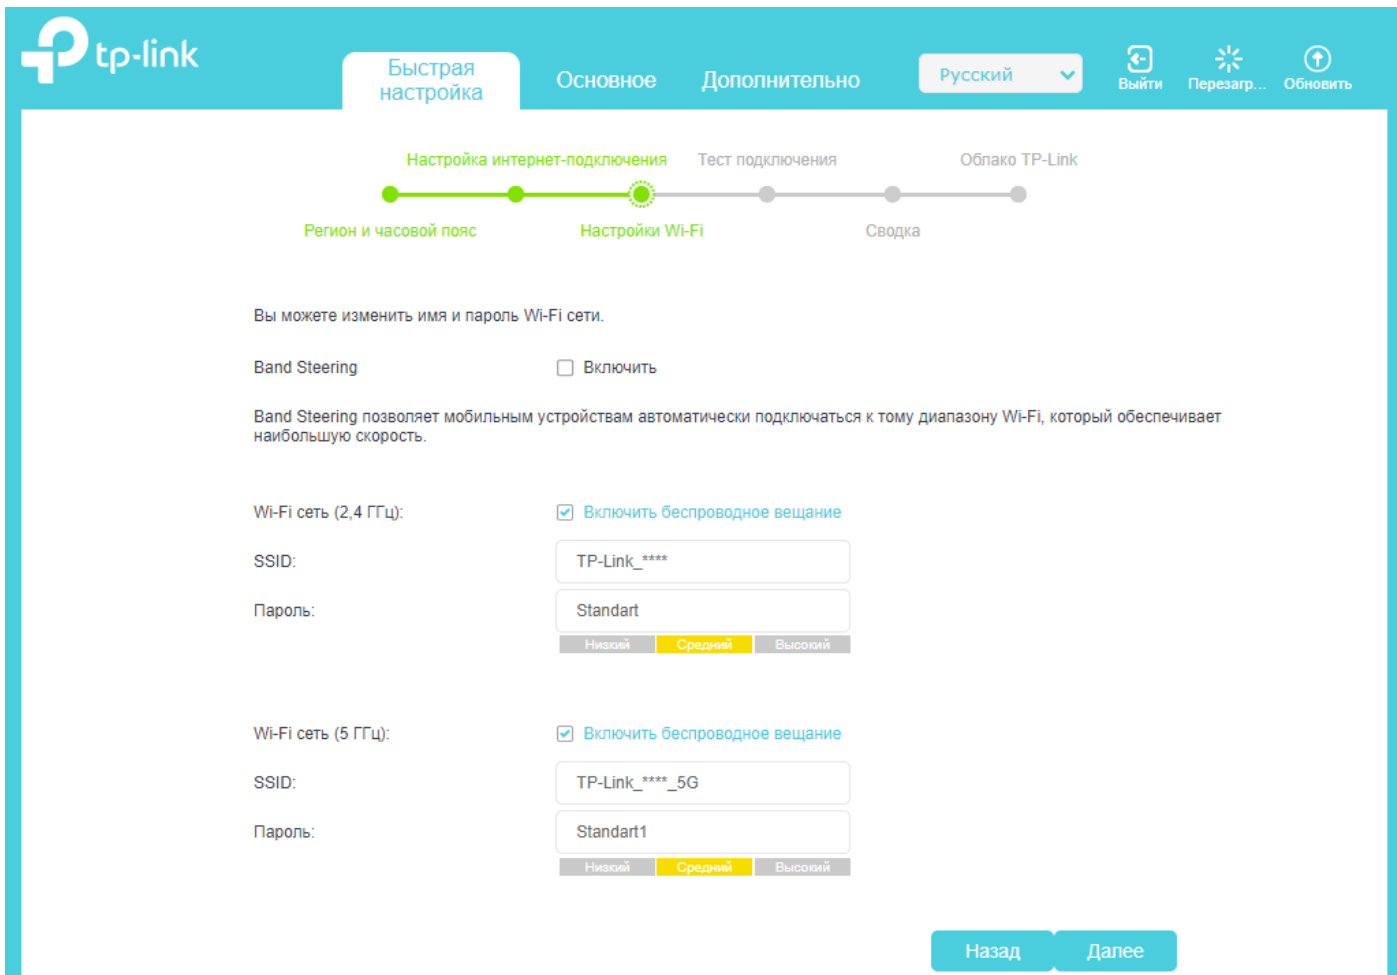 tp-link
Быстрая
настройка
Основное
Дополнительно
Русский
Выйти
Перезагр...
Обновить
Настройка интернет-подключения
Тест подключения
Облако TP-Link
Регион и часовой пояс
Настройки Wi-Fi
Сводка
Вы можете изменить имя и пароль Wi-Fi сети.
Band Steering
Включить
Band Steering позволяет мобильным устройствам автоматически подключаться к тому диапазону Wi-Fi, который обеспечивает
наибольшую скорость.
Wi-Fi сеть (2,4 ГГц):
Включить беспроводное вещание
SSID:
TP-Link_****
Пароль:
Standart
Низкий
Средний
Высокий
Wi-Fi сеть (5 ГГц):
Включить беспроводное вещание
SSID:
TP-Link_****_5G
Пароль:
Standart1
Низкий
Средний
Высокий
Назад
Далее